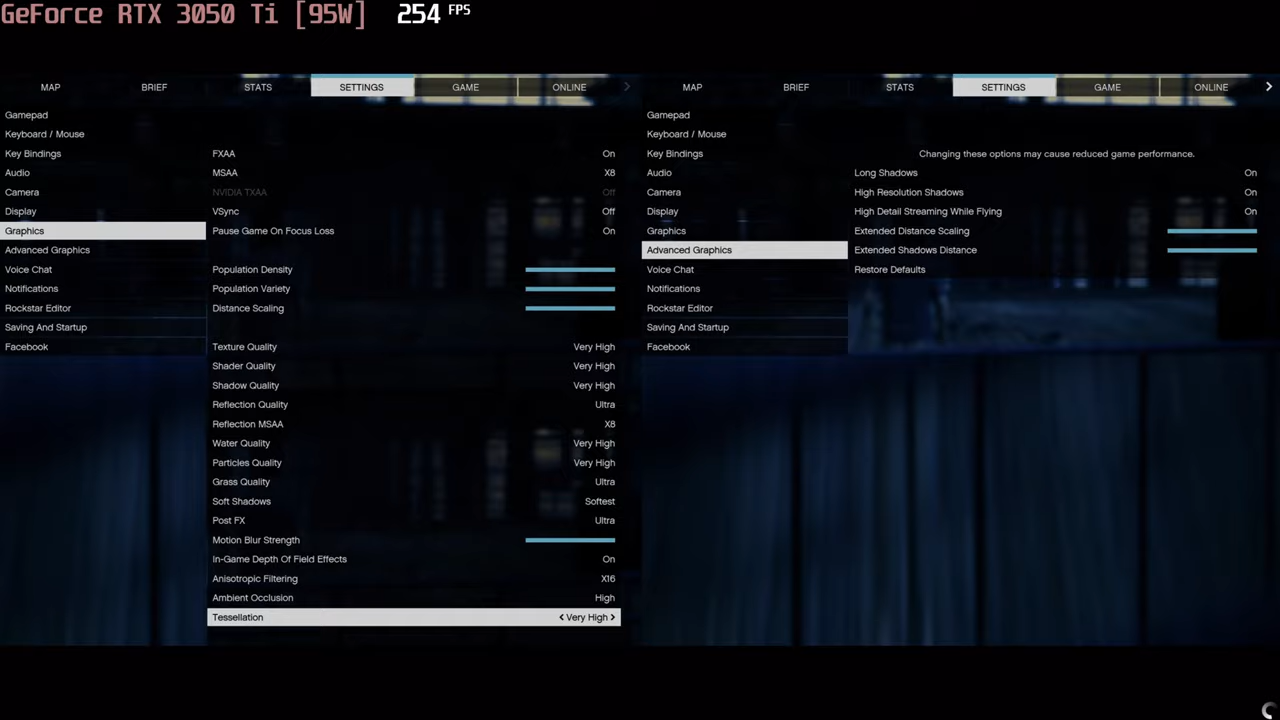 GeForce RTX 3050 Ti [95W] 254 FPS
MAP BRIEF STATS SETTINGS GAME ONLINE
Gamepad
Keyboard / Mouse
Key Bindings
Audio
Camera
Display
Graphics
Advanced Graphics
Voice Chat
Notifications
Rockstar Editor
Saving And Startup
Facebook
FXAA On
MSAA X8
NVIDIA TXAA Off
VSync Off
Pause Game On Focus Loss On
Population Density
Population Variety
Distance Scaling
Texture Quality Very High
Shader Quality Very High
Shadow Quality Very High
Reflection Quality Ultra
Reflection MSAA X8
Water Quality Very High
Particles Quality Very High
Grass Quality Ultra
Soft Shadows Softest
Post FX Ultra
Motion Blur Strength
In-Game Depth Of Field Effects On
Anisotropic Filtering X16
Ambient Occlusion High
Tessellation < Very High >
MAP BRIEF STATS SETTINGS GAME ONLINE
Gamepad
Keyboard / Mouse
Key Bindings
Audio
Camera
Display
Graphics
Advanced Graphics
Voice Chat
Notifications
Rockstar Editor
Saving And Startup
Facebook
Changing these options may cause reduced game performance.
Long Shadows On
High Resolution Shadows On
High Detail Streaming While Flying On
Extended Distance Scaling
Extended Shadows Distance
Restore Defaults